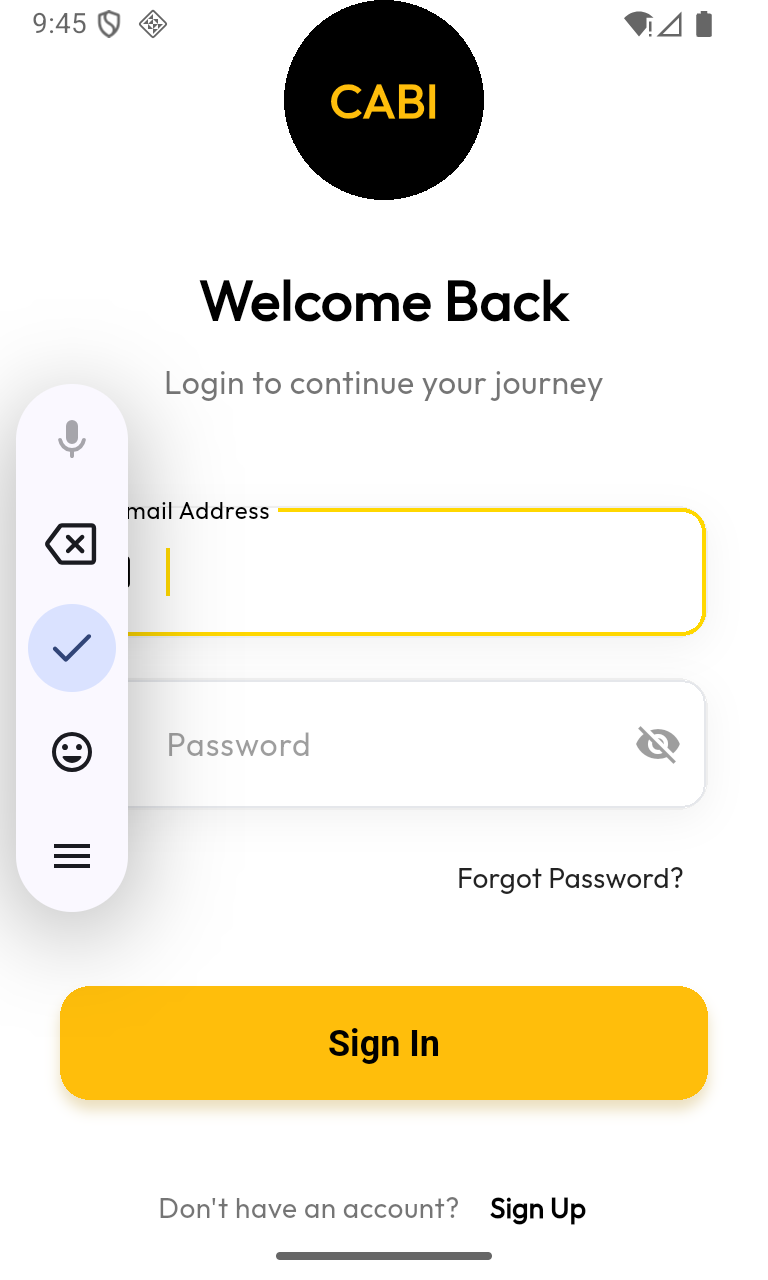 9:45
CABI
Welcome Back
Login to continue your journey
mail Address
Password
Forgot Password?
Sign In
Don't have an account? Sign Up